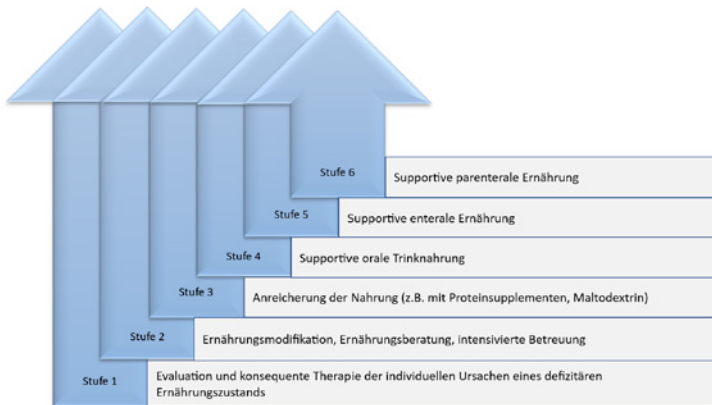 Stufe 6
Supportive parenterale Ernährung
Stufe 5
Supportive enterale Ernährung
Stufe 4
Supportive orale Trinknahrung
Stufe 3
Anreicherung der Nahrung (z.B. mit Proteinsupplementen, Maltodextrin)
Stufe 2
Ernährungsmodifikation, Ernährungsberatung, intensivierte Betreuung
Stufe 1
Evaluation und konsequente Therapie der individuellen Ursachen eines defizitären
Ernährungszustands